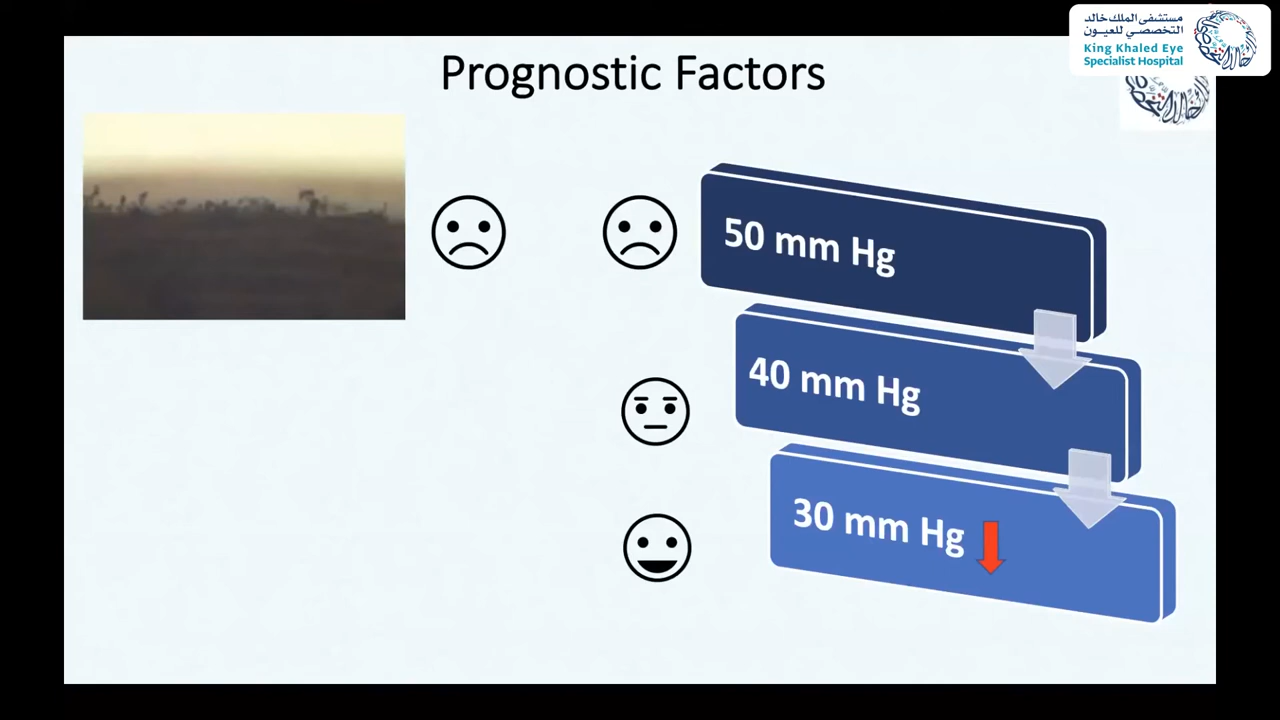 مستشفى الملك خالد
التخصصي للعيون
King Khaled Eye
Specialist Hospital
Prognostic Factors
50 mm Hg
40 mm Hg
30 mm Hg